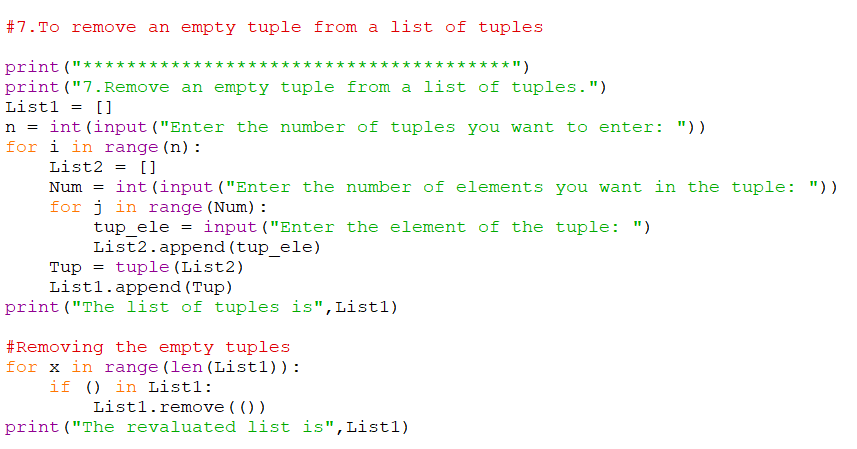 #7.To remove an empty tuple from a list of tuples
print("***************************************")
print("7.Remove an empty tuple from a list of tuples.")
List1 = []
n = int(input("Enter the number of tuples you want to enter: "))
for i in range(n):
    List2 = []
    Num = int(input("Enter the number of elements you want in the tuple: "))
    for j in range(Num):
        tup_ele = input("Enter the element of the tuple: ")
        List2.append(tup_ele)
    Tup = tuple(List2)
    List1.append(Tup)
print("The list of tuples is",List1)
#Removing the empty tuples
for x in range(len(List1)):
    if () in List1:
        List1.remove(())
print("The revaluated list is",List1)